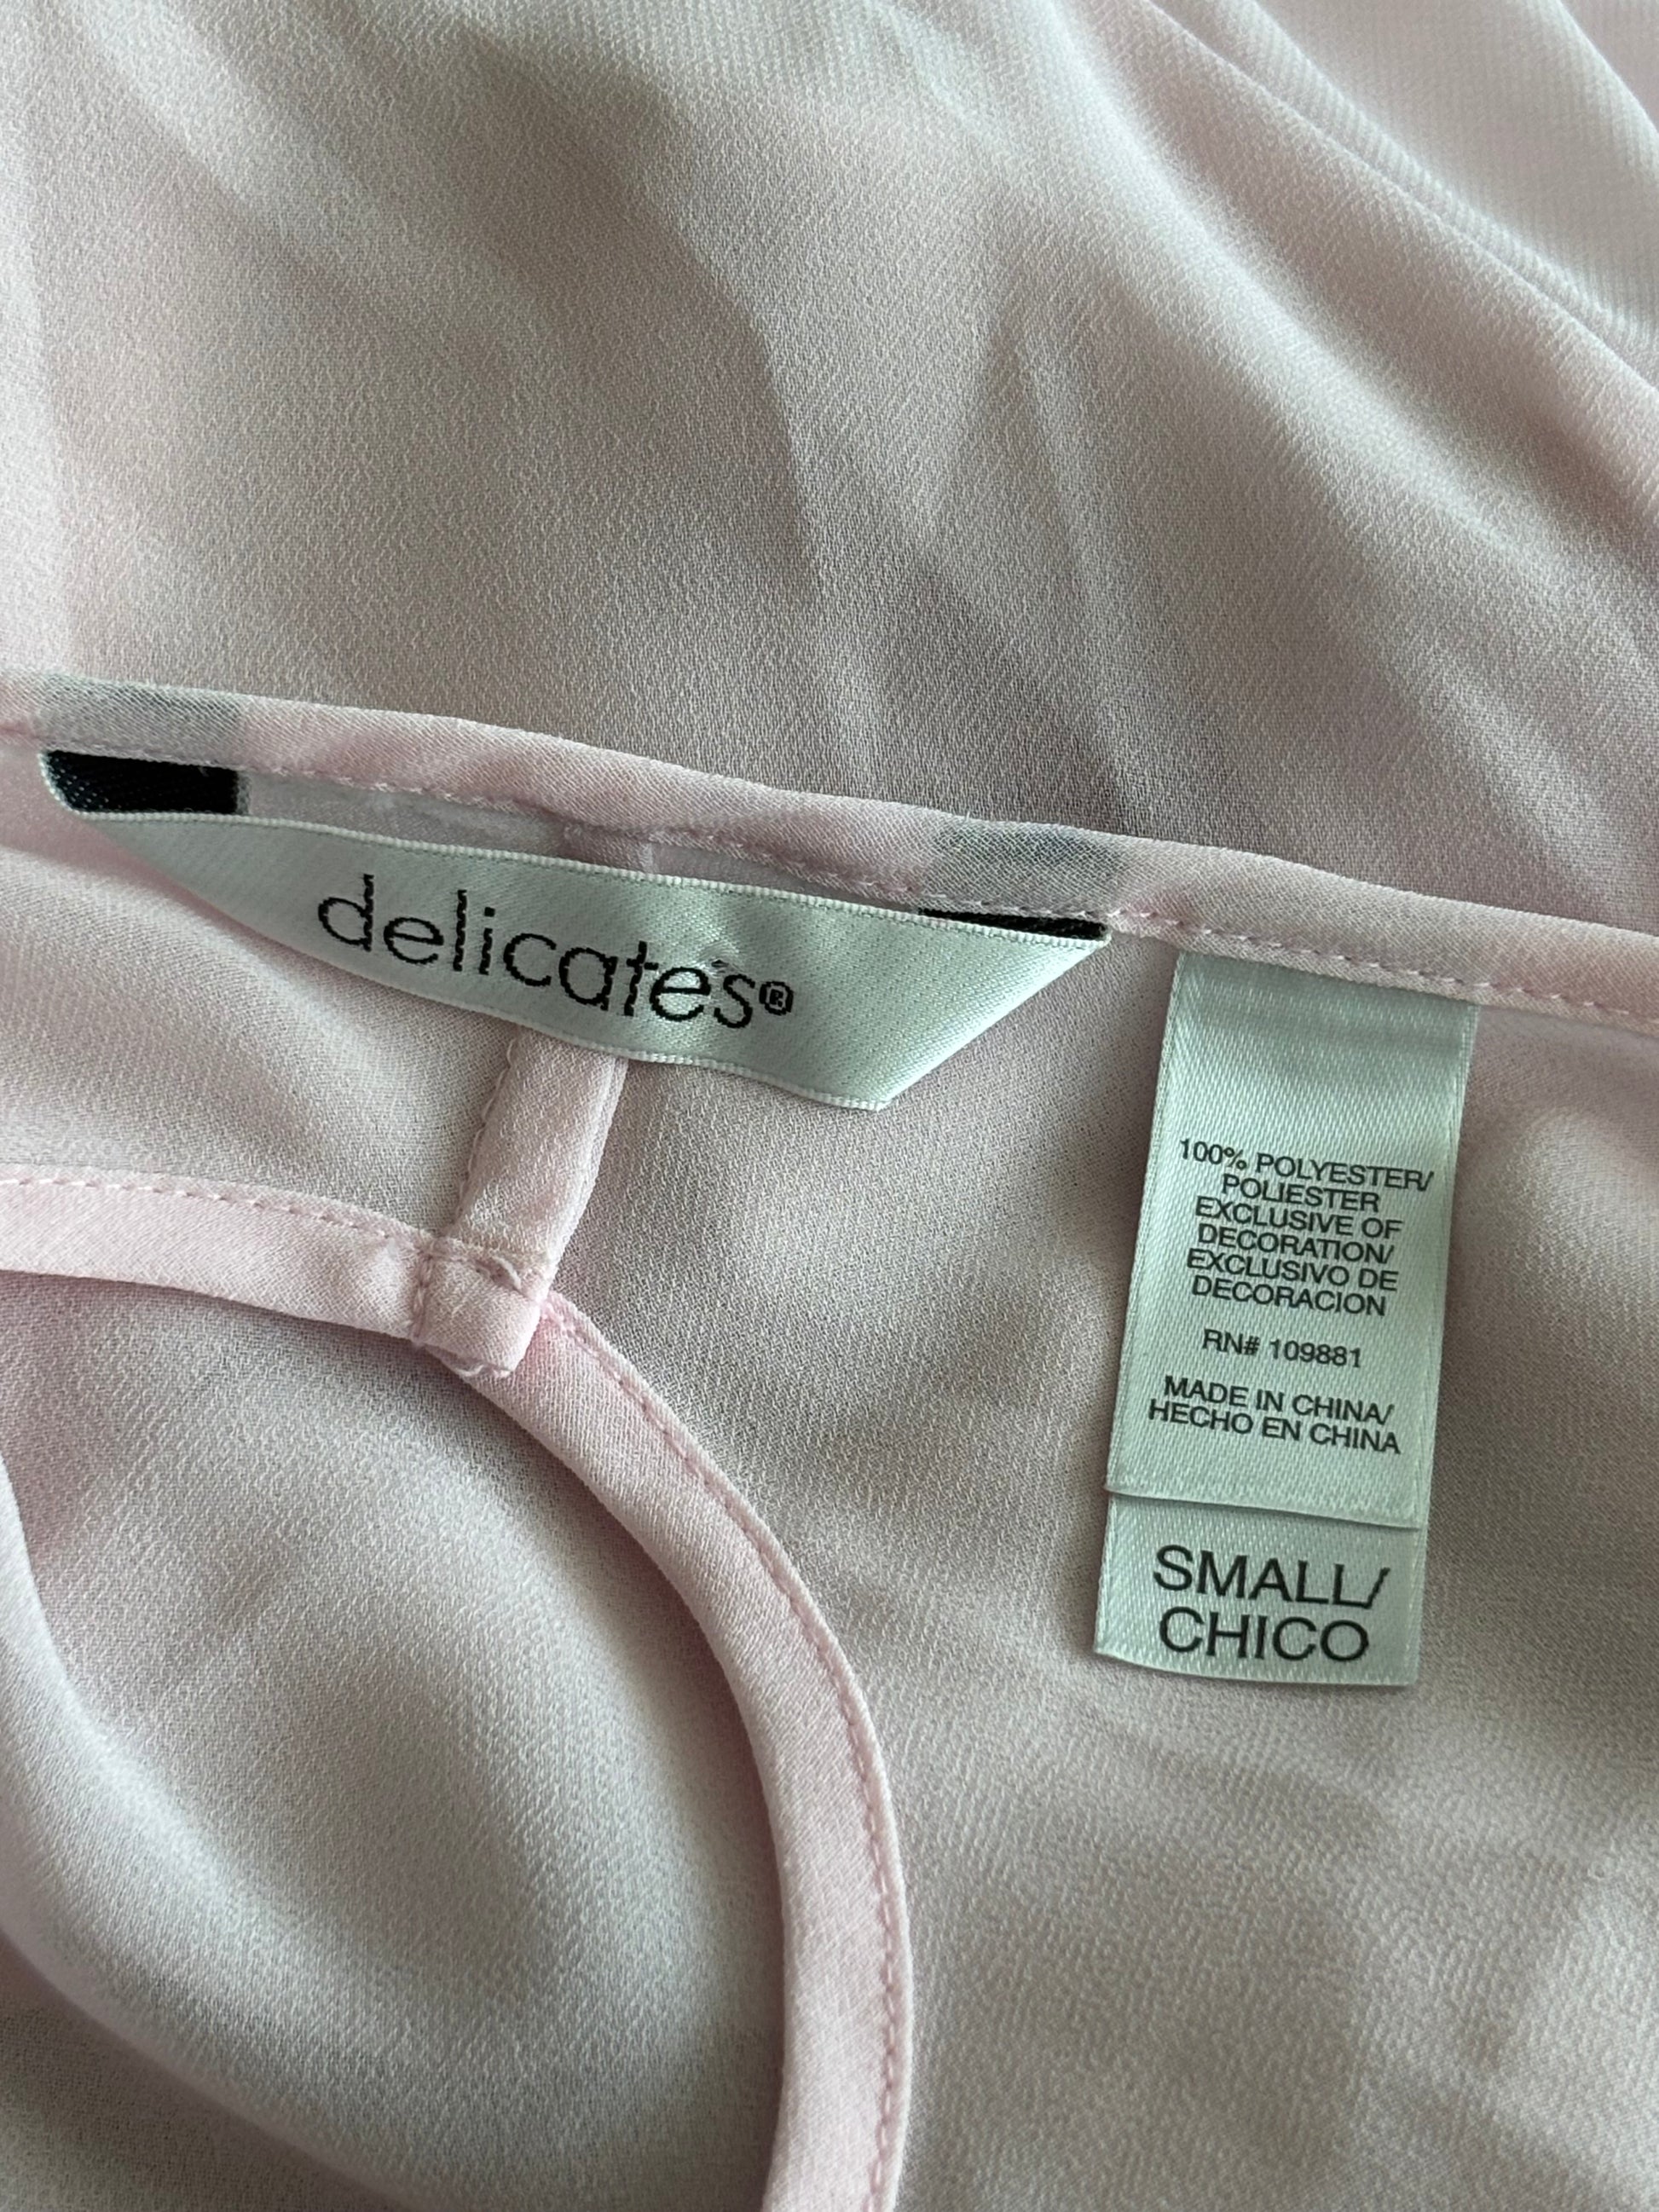 delicates®
100% POLYESTER/
POLIESTER
EXCLUSIVE OF
DECORATION/
EXCLUSIVO DE
DECORACION
RN# 109881
MADE IN CHINA/
HECHO EN CHINA
SMALL/
CHICO